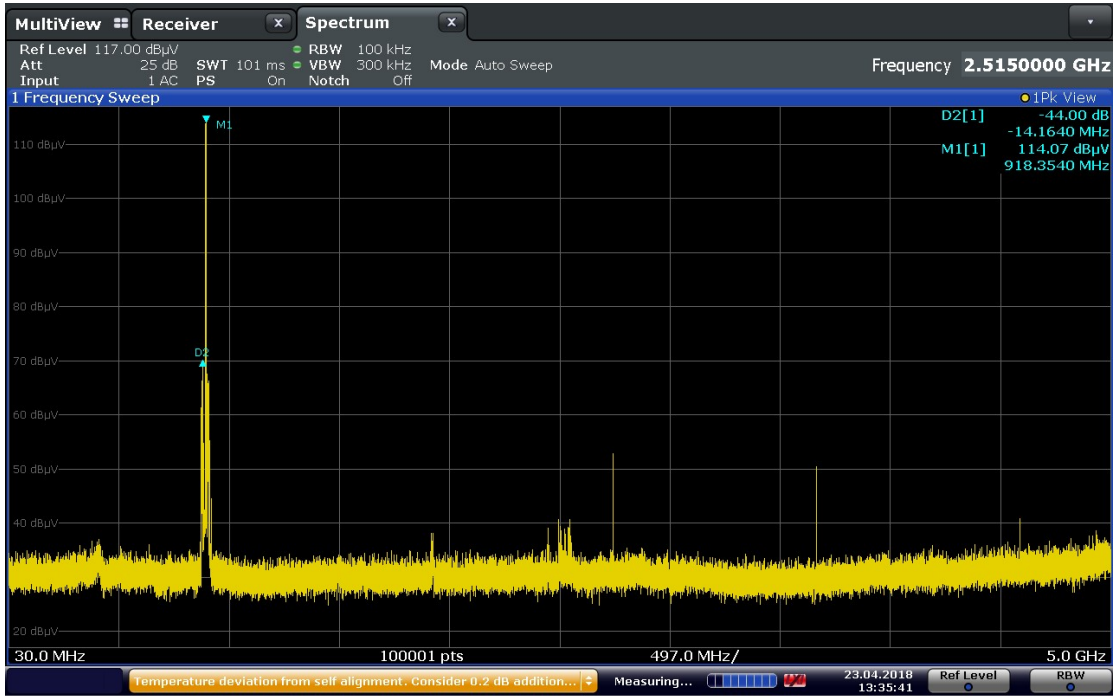 MultiView Receiver X Spectrum X
Ref Level 117.00 dBµV RBW 100 kHz
Att 25 dB SWT 101 ms VBW 300 kHz Mode Auto Sweep Frequency 2.5150000 GHz
Input 1 AC PS On Notch Off
1 Frequency Sweep 1Pk View
D2[1] -44.00 dB
-14.1640 MHz
M1[1] 114.07 dBµV
918.3540 MHz
M1
110 dBµV
100 dBµV
90 dBµV
80 dBµV
D2
70 dBµV
60 dBµV
50 dBµV
40 dBµV
20 dBµV
30.0 MHz 100001 pts 497.0 MHz/ 5.0 GHz
Temperature deviation from self alignment. Consider 0.2 dB addition... Measuring... 23.04.2018 Ref Level RBW
13:35:41